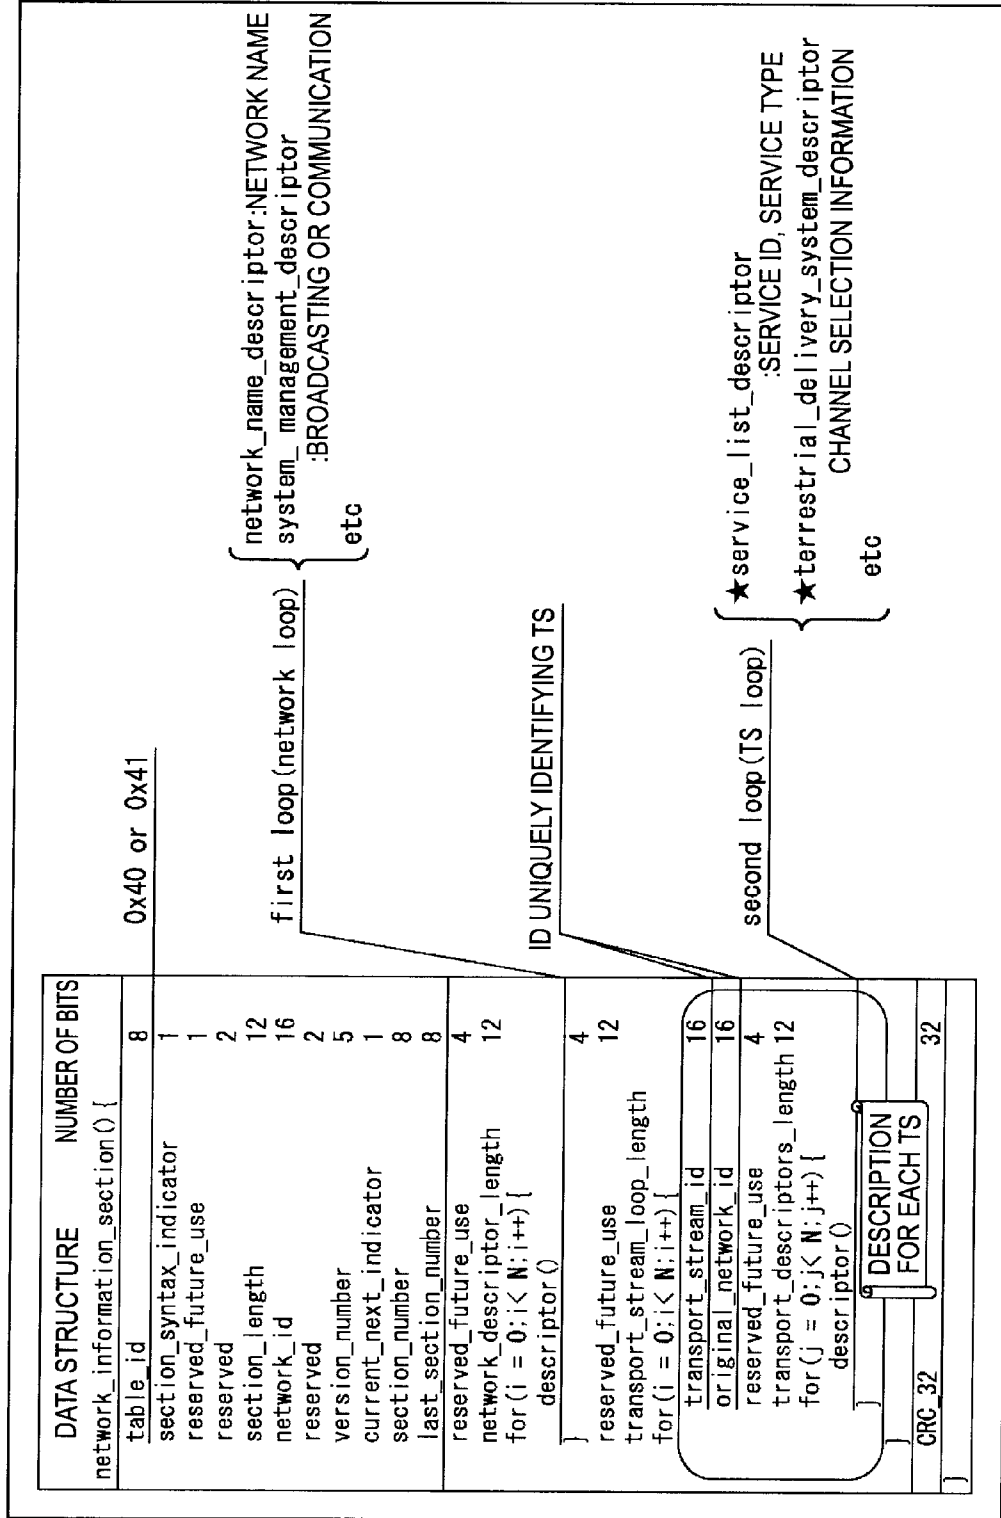 DATA STRUCTURE NUMBER OF BITS
network_information_section() {
table_id 8
section_syntax_indicator 1
reserved_future_use 1
reserved 2
section_length 12
network_id 16
reserved 2
version_number 5
current_next_indicator 1
section_number 8
last_section_number 8
reserved_future_use 4
network_descriptor_length 12
for(i = 0;i< N;i++) {
descriptor()
}
reserved_future_use 4
transport_stream_loop_length 12
for(i = 0;i< N;i++) {
transport_stream_id 16
original_network_id 16
reserved_future_use 4
transport_descriptors_length 12
for(j = 0;j< N;j++) {
descriptor()
}
}
CRC_32 32
}
DESCRIPTION
FOR EACH TS
0x40 or 0x41
first loop(network loop)
network_name_descriptor:NETWORK NAME
system_ management_descriptor
:BROADCASTING OR COMMUNICATION
etc
ID UNIQUELY IDENTIFYING TS
second loop(TS loop)
★service_list_descriptor
:SERVICE ID, SERVICE TYPE
★terrestrial_delivery_system_descriptor
CHANNEL SELECTION INFORMATION
etc